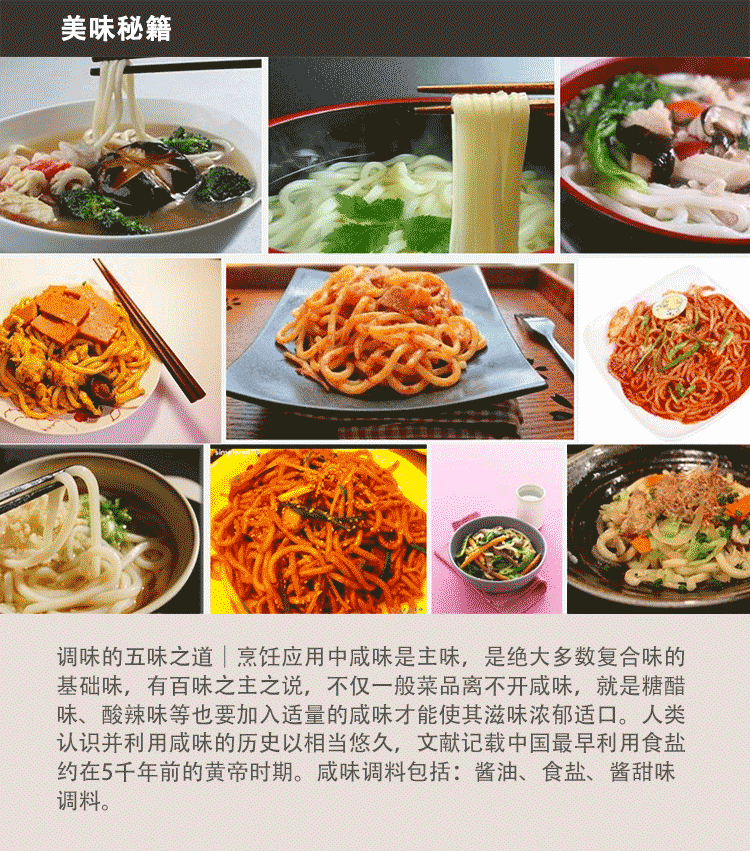 美味秘籍
调味的五味之道｜烹饪应用中咸味是主味，是绝大多数复合味的
基础味，有百味之主之说，不仅一般菜品离不开咸味，就是糖醋
味、酸辣味等也要加入适量的咸味才能使其滋味浓郁适口。人类
认识并利用咸味的历史以相当悠久，文献记载中国最早利用食盐
约在5千年前的黄帝时期。咸味调料包括：酱油、食盐、酱甜味
调料。